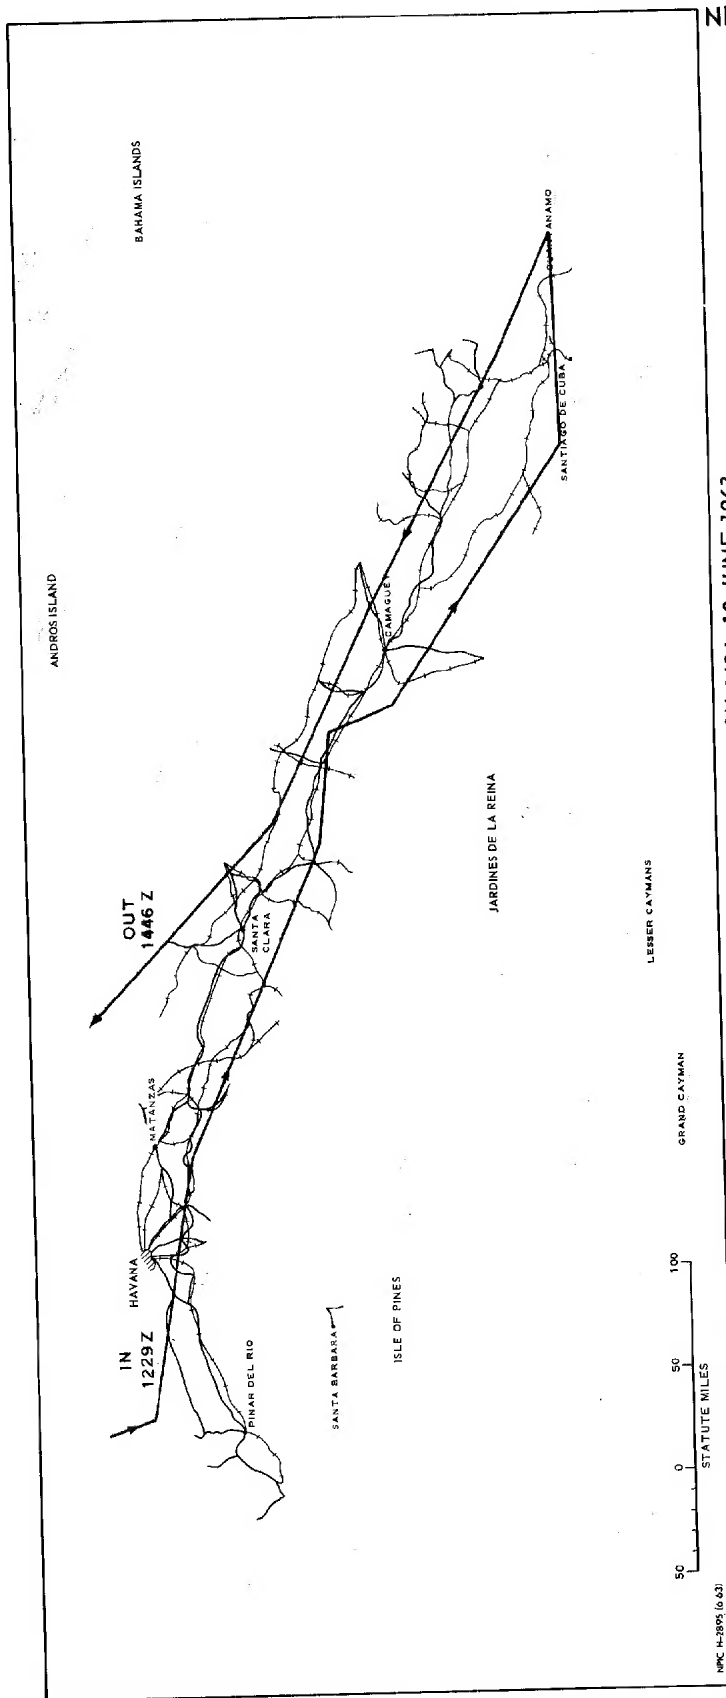 BAHAMA ISLANDS
ANDROS ISLAND
OUT
1446 Z
IN
1229 Z
HAVANA
MATANZAS
SANTA
CLARA
CAMAGUEY
SANTIAGO DE CUBA
PINAR DEL RIO
SANTA BARBARA
ISLE OF PINES
JARDINES DE LA REINA
LESSER CAYMANS
GRAND CAYMAN
50 0 50 100
STATUTE MILES
NPIC H-2895 (6 63)